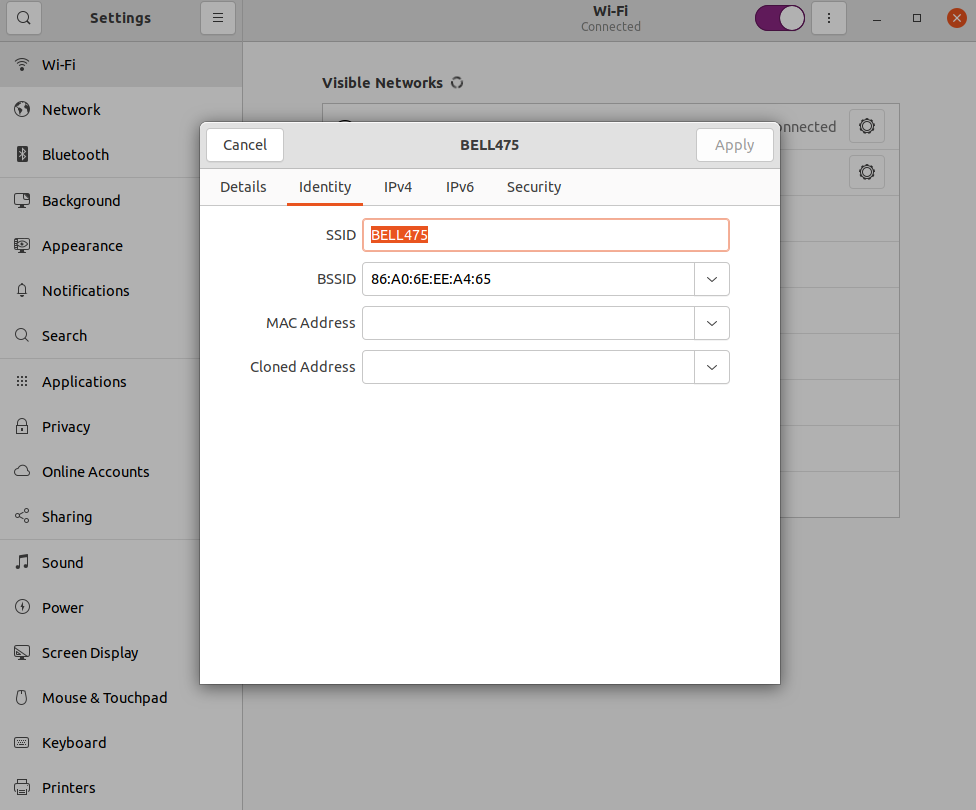 Settings
Wi-Fi
Connected
Wi-Fi
Network
Bluetooth
Background
Appearance
Notifications
Search
Applications
Privacy
Online Accounts
Sharing
Sound
Power
Screen Display
Mouse & Touchpad
Keyboard
Printers
Visible Networks
nnected
Cancel
BELL475
Apply
Details Identity IPv4 IPv6 Security
SSID BELL475
BSSID 86:A0:6E:EE:A4:65
MAC Address
Cloned Address